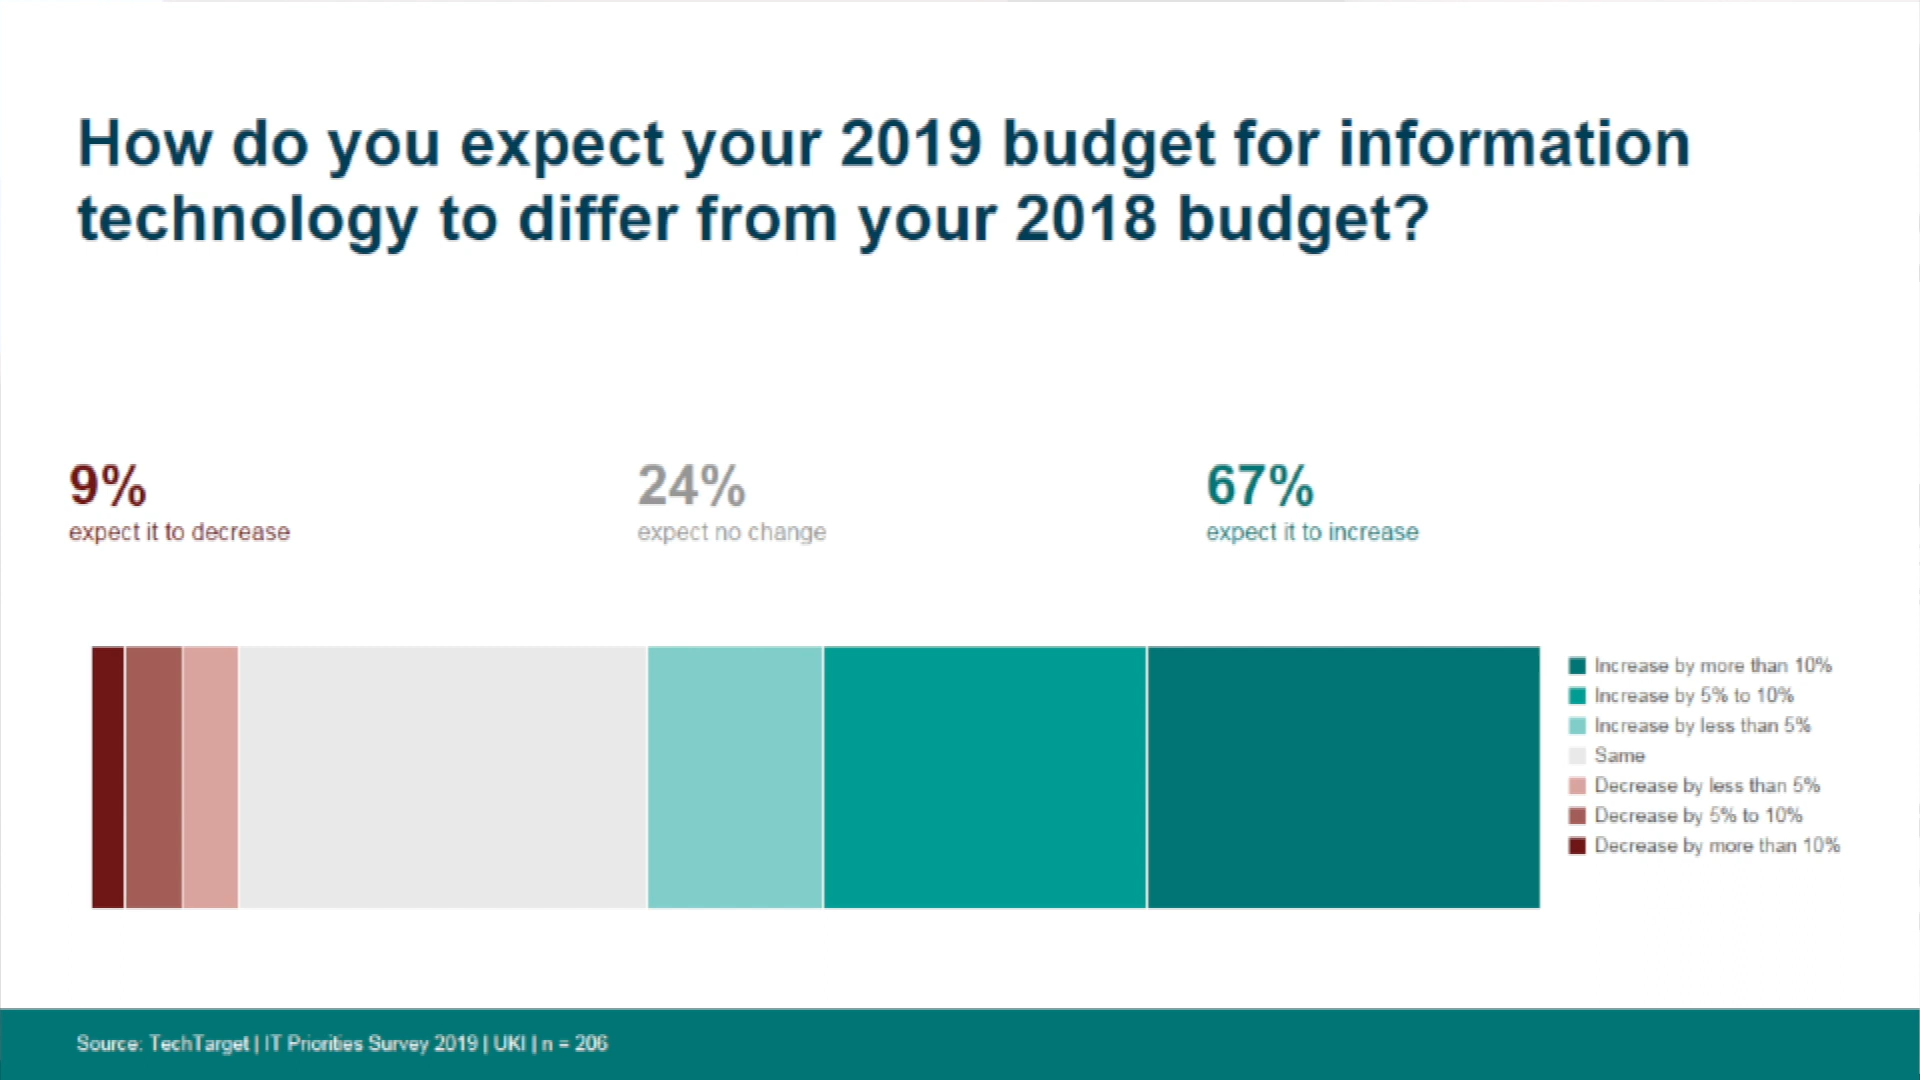 How do you expect your 2019 budget for information
technology to differ from your 2018 budget?
9%
expect it to decrease
24%
expect no change
67%
expect it to increase
Increase by more than 10%
Increase by 5% to 10%
Increase by less than 5%
Same
Decrease by less than 5%
Decrease by 5% to 10%
Decrease by more than 10%
Source: TechTarget | IT Priorities Survey 2019 | UKI | n = 206